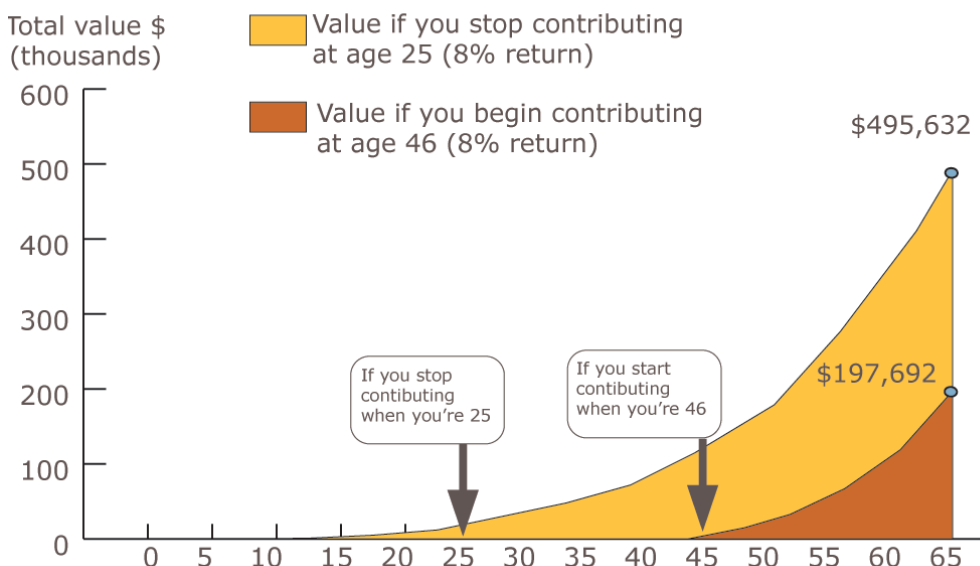 Total value $
(thousands)
Value if you stop contributing
at age 25 (8% return)
Value if you begin contributing
at age 46 (8% return)
$495,632
$197,692
If you stop
contibuting
when you're 25
If you start
contibuting
when you're 46
600
500
400
300
200
100
0
0 5 10 15 20 25 30 35 40 45 50 55 60 65